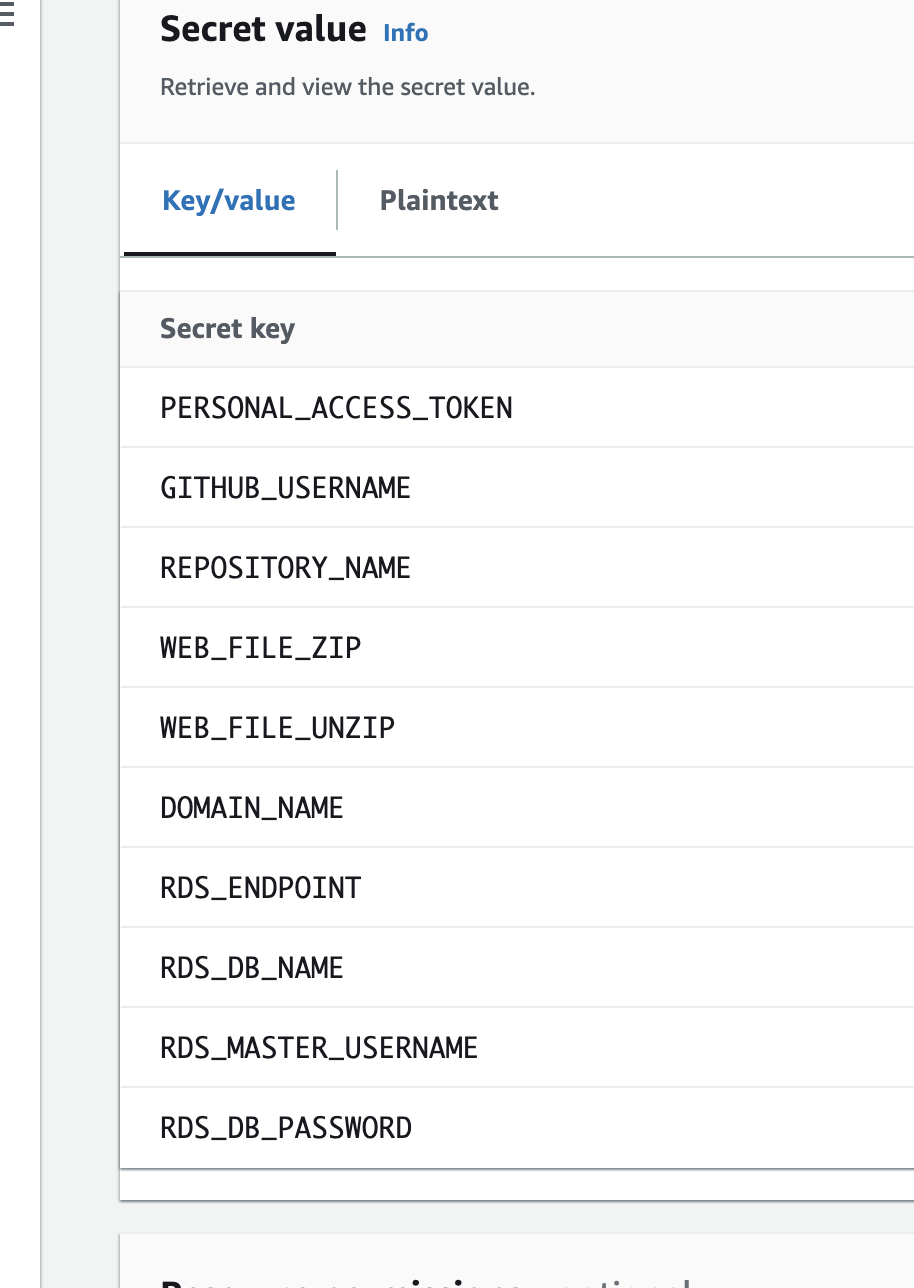 Secret value Info
Retrieve and view the secret value.
Key/value Plaintext
Secret key
PERSONAL_ACCESS_TOKEN
GITHUB_USERNAME
REPOSITORY_NAME
WEB_FILE_ZIP
WEB_FILE_UNZIP
DOMAIN_NAME
RDS_ENDPOINT
RDS_DB_NAME
RDS_MASTER_USERNAME
RDS_DB_PASSWORD